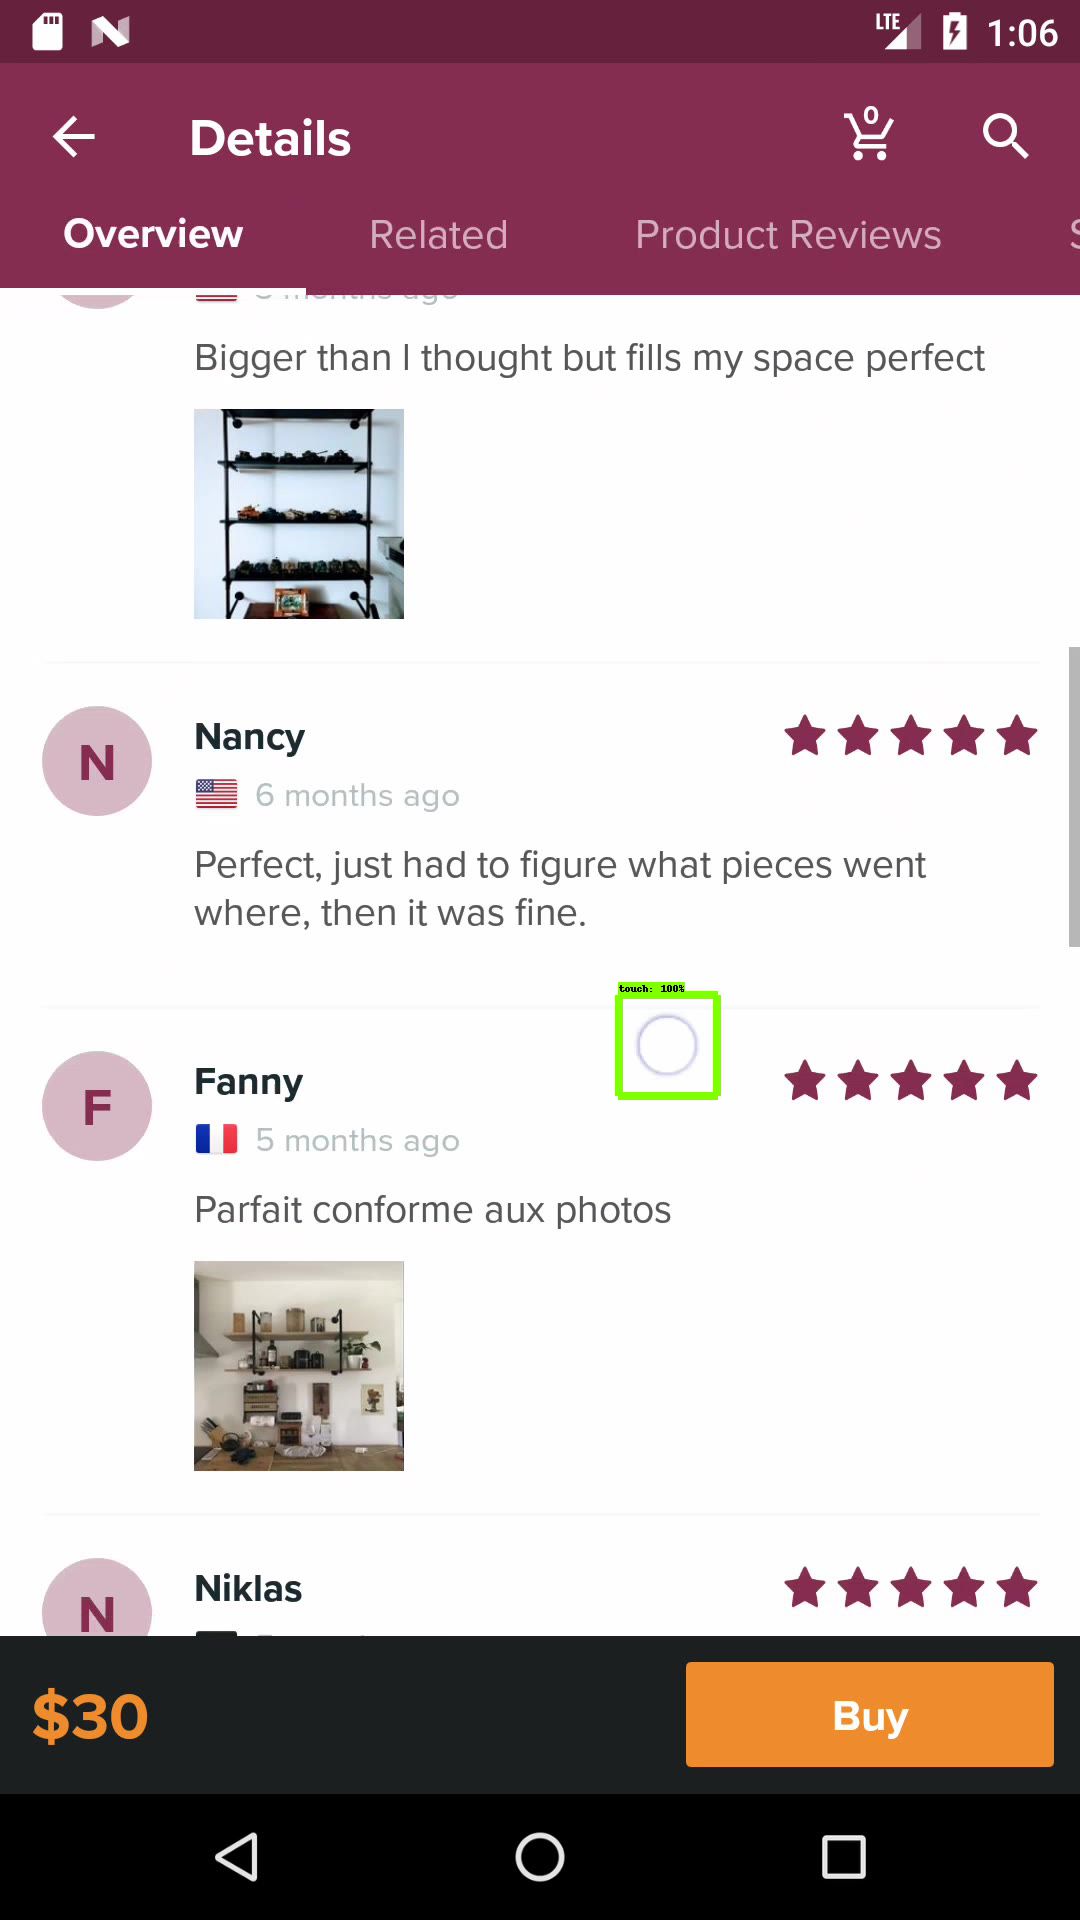 LTE 1:06
Details 0
Overview Related Product Reviews
months ago
Bigger than I thought but fills my space perfect
N Nancy
6 months ago
Perfect, just had to figure what pieces went
where, then it was fine.
touch: 100%
F Fanny
5 months ago
Parfait conforme aux photos
N Niklas
$30 Buy